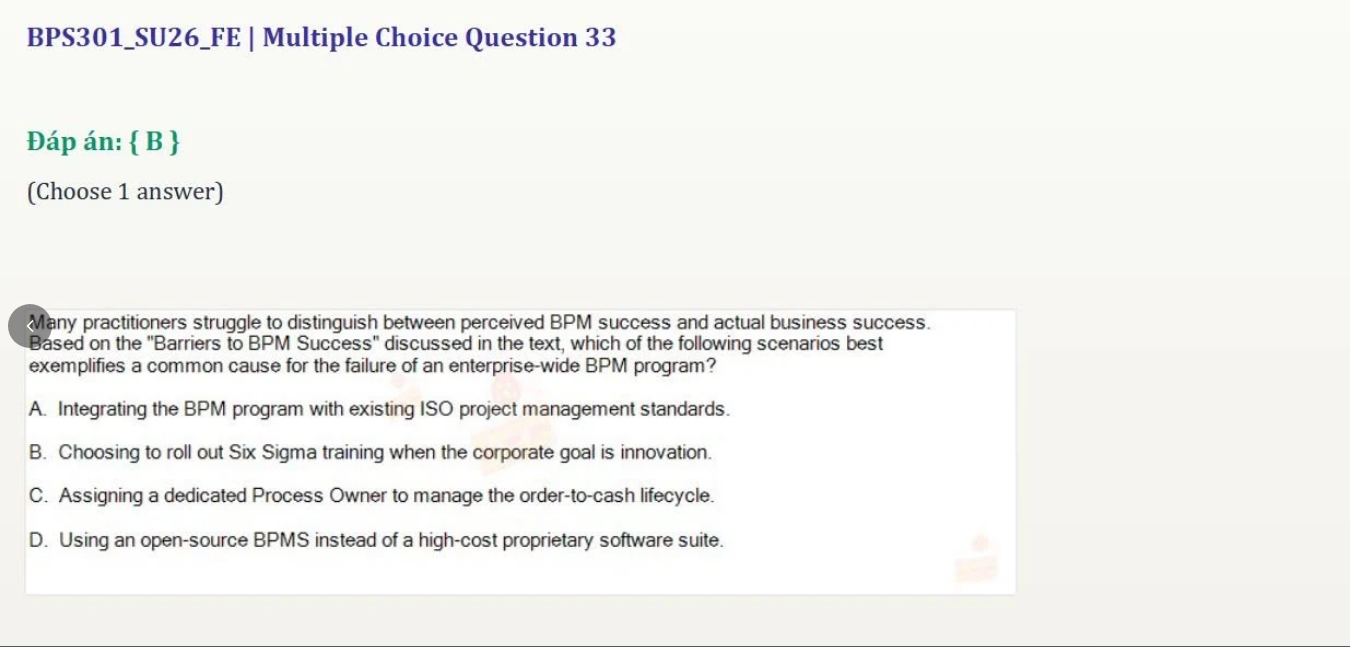 BPS301_SU26_FE | Multiple Choice Question 33
Đáp án: { B }
(Choose 1 answer)
Many practitioners struggle to distinguish between perceived BPM success and actual business success.
Based on the "Barriers to BPM Success" discussed in the text, which of the following scenarios best
exemplifies a common cause for the failure of an enterprise-wide BPM program?
A. Integrating the BPM program with existing ISO project management standards.
B. Choosing to roll out Six Sigma training when the corporate goal is innovation.
C. Assigning a dedicated Process Owner to manage the order-to-cash lifecycle.
D. Using an open-source BPMS instead of a high-cost proprietary software suite.